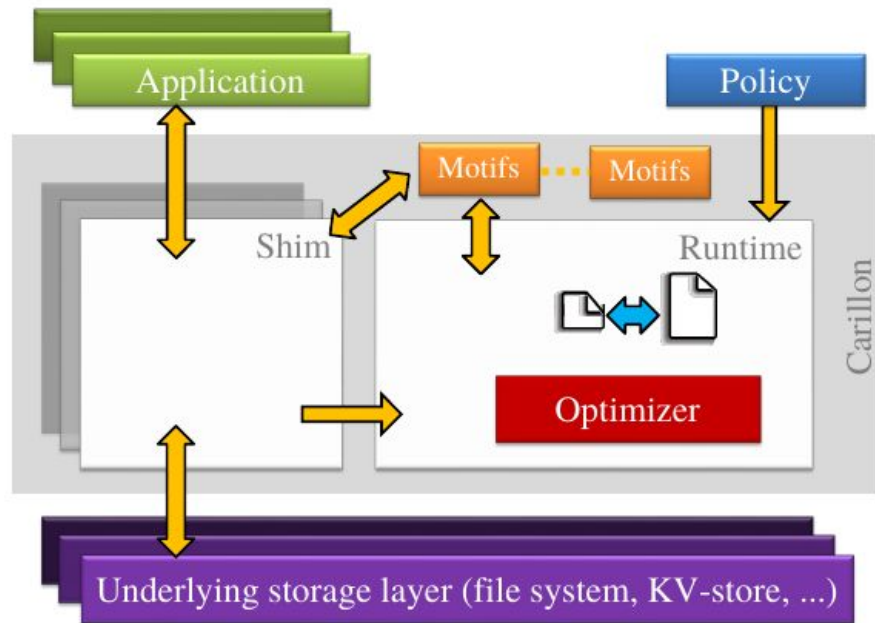 Application
Policy
Motifs
Motifs
Shim
Runtime
Carillon
Optimizer
Underlying storage layer (file system, KV-store, ...)